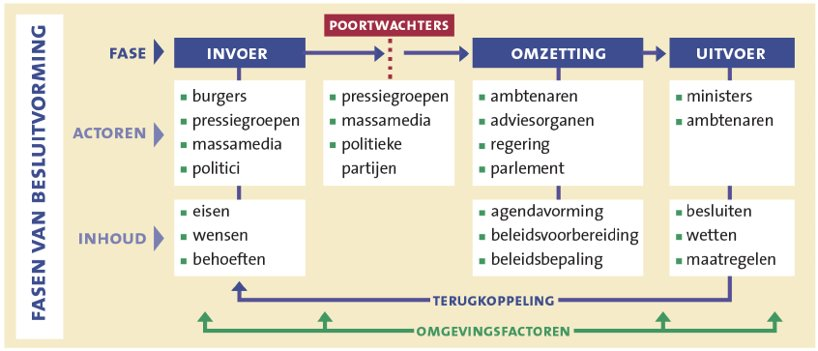 FASEN VAN BESLUITVORMING
POORTWACHTERS
FASE
INVOER
OMZETTING
UITVOER
ACTOREN
burgers
pressiegroepen
massamedia
politici
pressiegroepen
massamedia
politieke
partijen
ambtenaren
adviesorganen
regering
parlement
ministers
ambtenaren
INHOUD
eisen
wensen
behoeften
agendavorming
beleidsvoorbereiding
beleidsbepaling
besluiten
wetten
maatregelen
TERUGKOPPELING
OMGEVINGSFACTOREN